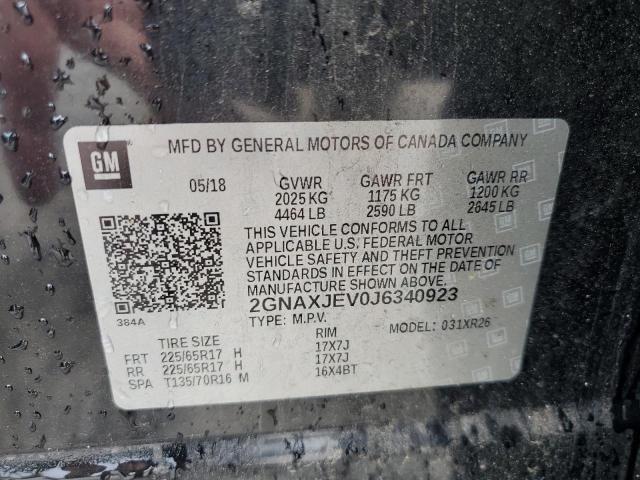 GM
MFD BY GENERAL MOTORS OF CANADA COMPANY
05/18 GVWR GAWR FRT GAWR RR
2025 KG 1175 KG 1200 KG
4464 LB 2590 LB 2645 LB
THIS VEHICLE CONFORMS TO ALL
APPLICABLE U.S. FEDERAL MOTOR
VEHICLE SAFETY AND THEFT PREVENTION
STANDARDS IN EFFECT ON THE DATE OF
MANUFACTURE SHOWN ABOVE.
2GNAXJEV0J6340923
384A
TYPE: M.P.V. MODEL: 031XR26
TIRE SIZE RIM
FRT 225/65R17 H 17X7J
RR 225/65R17 H 17X7J
SPA T135/70R16 M 16X4BT